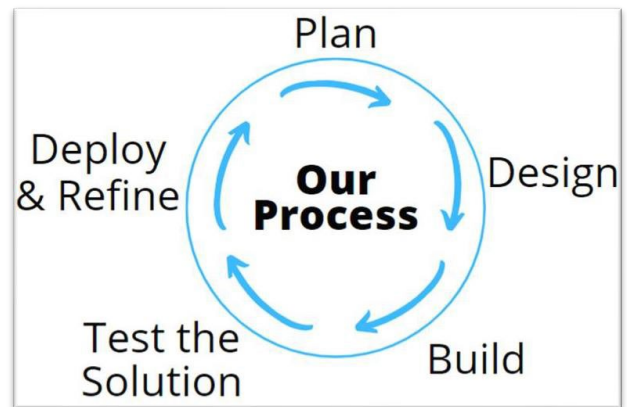 Plan
Design
Build
Test the
Solution
Deploy
& Refine
Our
Process